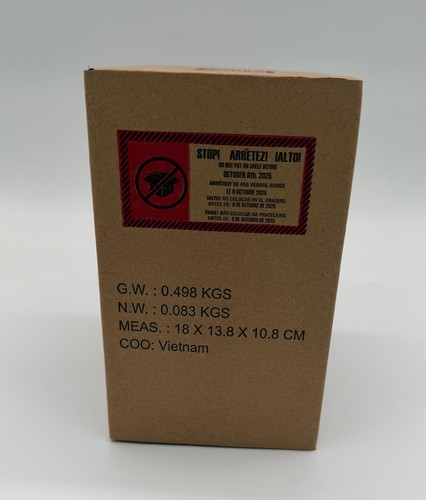 STOP! ARRÊTEZ! ¡ALTO!
DO NOT PUT ON SHELF BEFORE
OCTOBER 8th, 2025
ARRÊTEZ! NE PAS VENDRE AVANT
LE 8 OCTOBRE 2025
¡ALTO! NO COLOCAR EN EL ANAQUEL
ANTES DE: 8 DE OCTUBRE DE 2025
PARE! NÃO COLOCAR NA PRATELEIRA
ANTES DE: 8 DE OUTUBRO DE 2025
G.W. : 0.498 KGS
N.W. : 0.083 KGS
MEAS. : 18 X 13.8 X 10.8 CM
COO: Vietnam